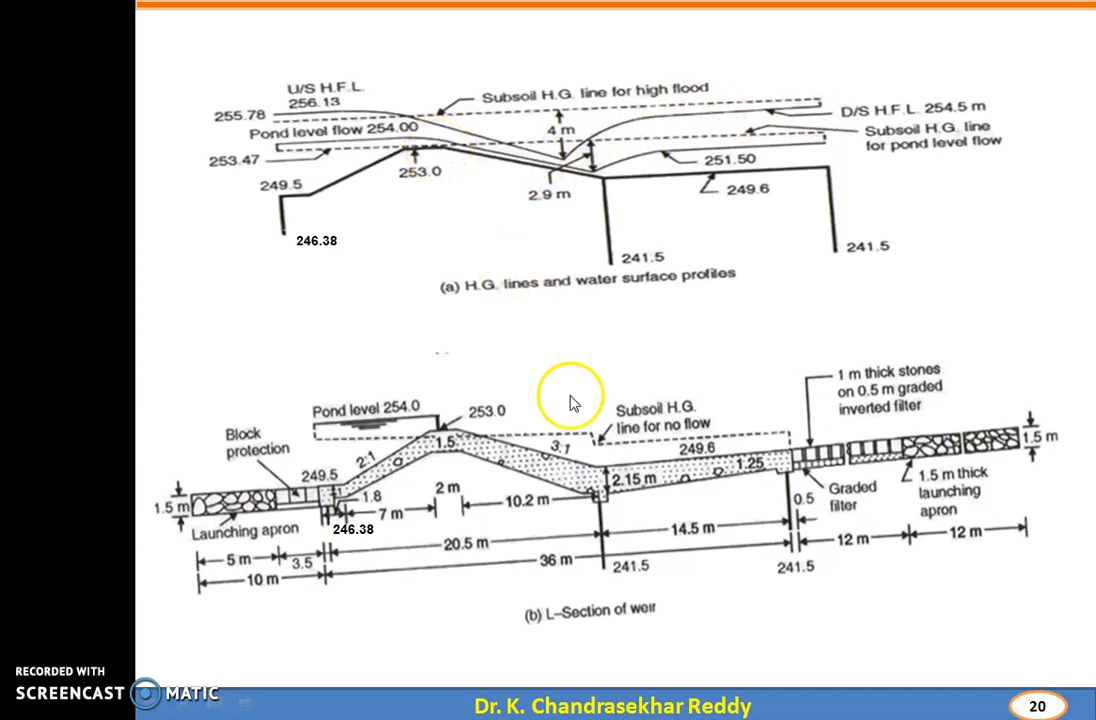 U/S H.F.L.
256.13
Subsoil H.G. line for high flood
255.78
D/S H.F.L. 254.5 m
Pond level flow 254.00
4 m
Subsoil H.G. line
for pond level flow
253.47
253.0
251.50
249.5
2.9 m
249.6
246.38
241.5
241.5
(a) H.G. lines and water surface profiles
1 m thick stones
on 0.5 m graded
inverted filter
Pond level 254.0
253.0
Subsoil H.G.
line for no flow
Block
protection
1.5
3:1
249.6
1.5 m
2:1
249.5
1.25
2.15 m
1.5 m thick
launching
apron
1.5 m
1.8
2 m
10.2 m
0.5
Graded
filter
Launching apron
7 m
246.38
5 m
3.5
20.5 m
14.5 m
12 m
12 m
10 m
36 m
241.5
241.5
(b) L–Section of weir
RECORDED WITH
SCREENCAST MATIC
Dr. K. Chandrasekhar Reddy
20